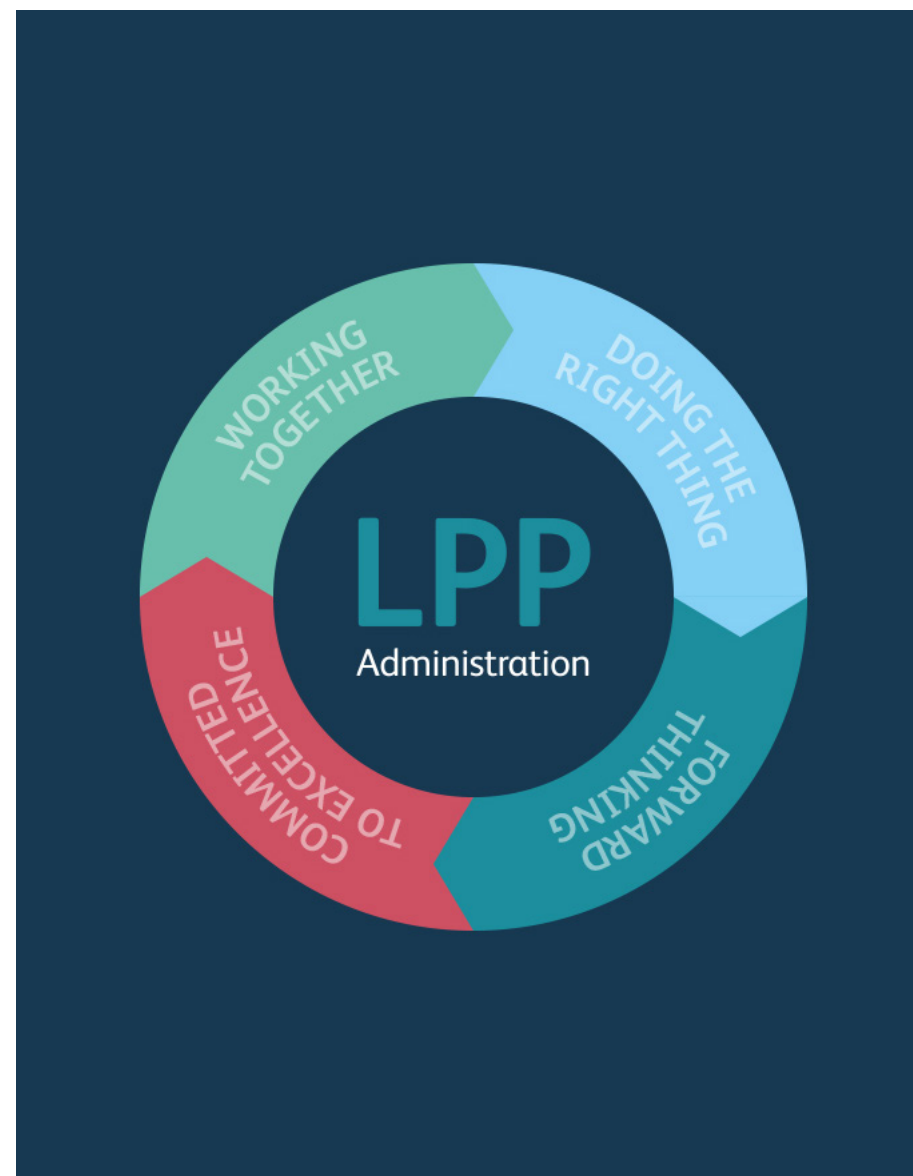 WORKING
TOGETHER
DOING THE
RIGHT THING
FORWARD
THINKING
COMMITTED
TO EXCELLENCE
LPP
Administration